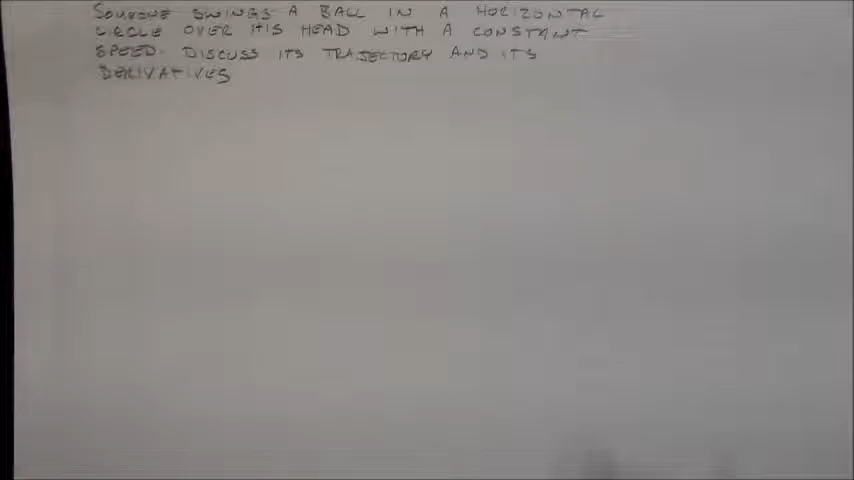 SOMEONE SWINGS A BALL IN A HORIZONTAL
CIRCLE OVER HIS HEAD WITH A CONSTANT
SPEED. DISCUSS ITS TRAJECTORY AND ITS
DERIVATIVES